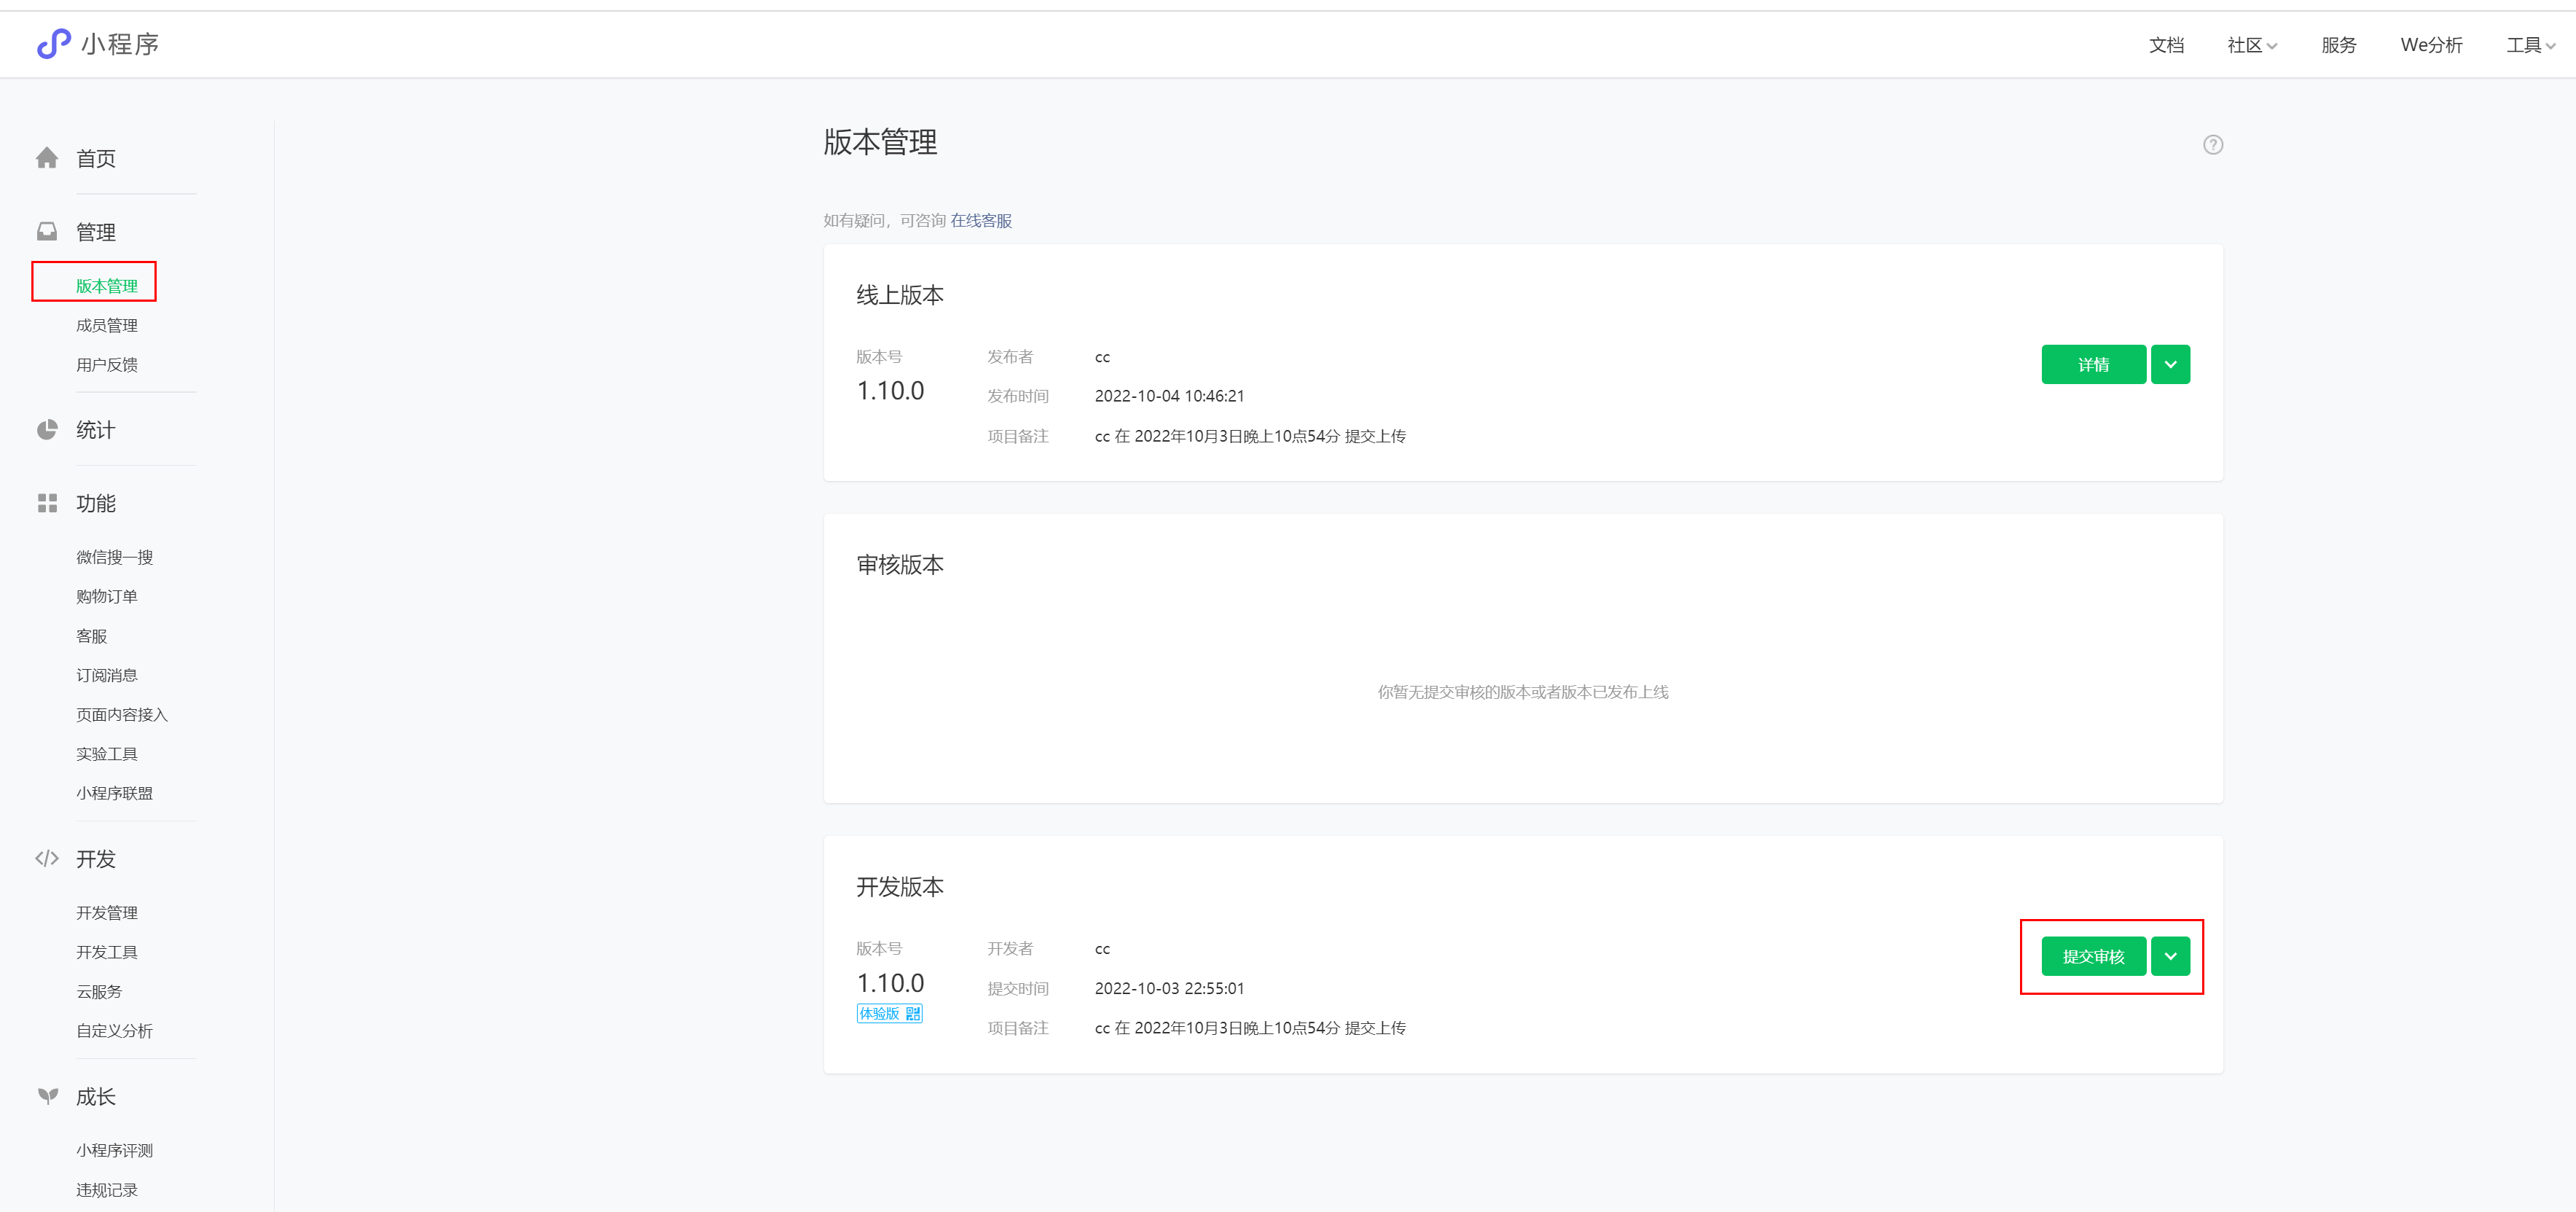 小程序
文档 社区 服务 We分析 工具
首页
管理
版本管理
成员管理
用户反馈
统计
功能
微信搜一搜
购物订单
客服
订阅消息
页面内容接入
实验工具
小程序联盟
开发
开发管理
开发工具
云服务
自定义分析
成长
小程序评测
违规记录
版本管理
如有疑问，可咨询 在线客服
线上版本
版本号
1.10.0
发布者 cc
发布时间 2022-10-04 10:46:21
项目备注 cc 在 2022年10月3日晚上10点54分 提交上传
详情
审核版本
你暂无提交审核的版本或者版本已发布上线
开发版本
版本号
1.10.0
体验版
开发者 cc
提交时间 2022-10-03 22:55:01
项目备注 cc 在 2022年10月3日晚上10点54分 提交上传
提交审核